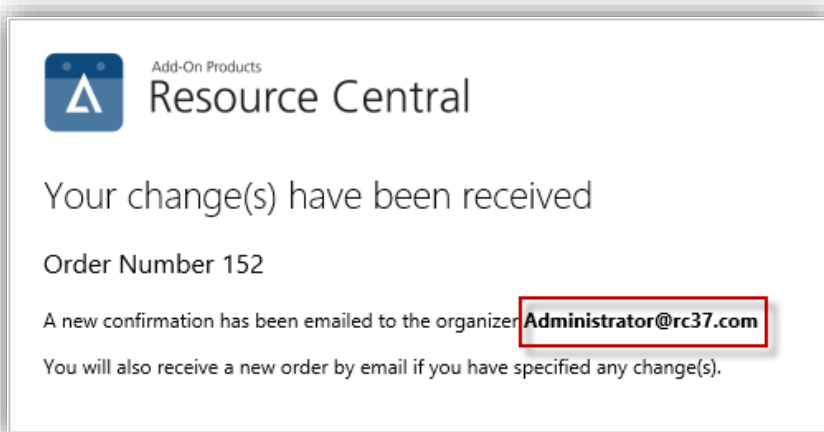 Add-On Products
Resource Central
Your change(s) have been received
Order Number 152
A new confirmation has been emailed to the organizer Administrator@rc37.com
You will also receive a new order by email if you have specified any change(s).